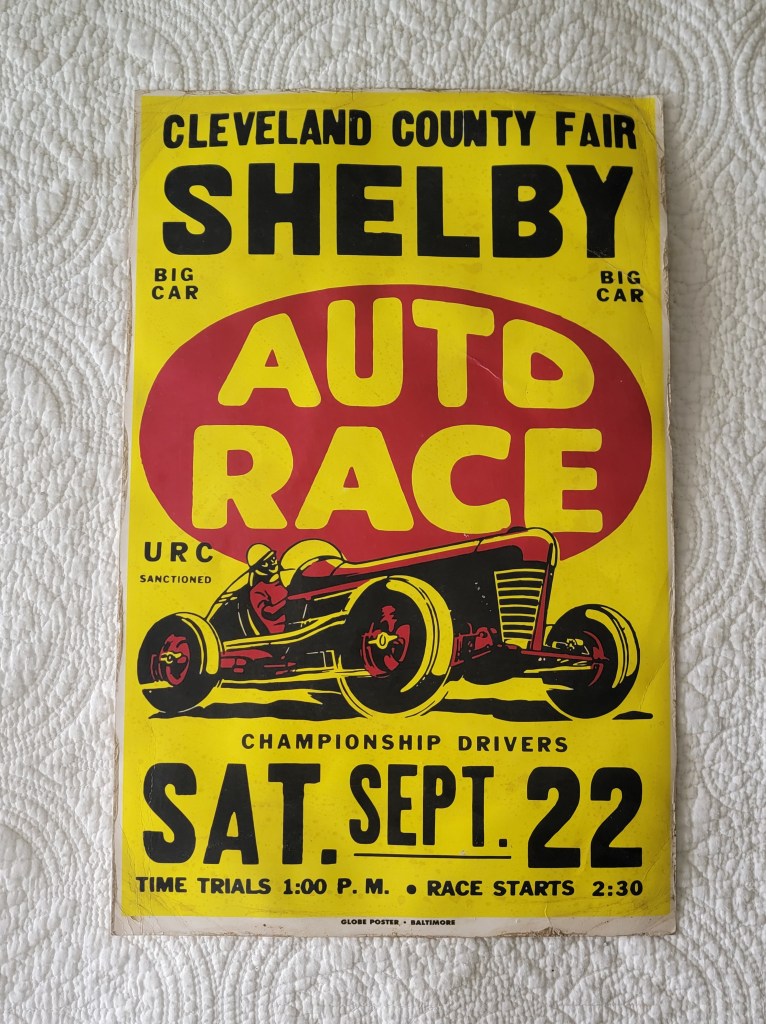 CLEVELAND COUNTY FAIR
SHELBY
BIG CAR
BIG CAR
AUTO
RACE
URC
SANCTIONED
CHAMPIONSHIP DRIVERS
SAT. SEPT. 22
TIME TRIALS 1:00 P. M. • RACE STARTS 2:30
GLOBE POSTER • BALTIMORE